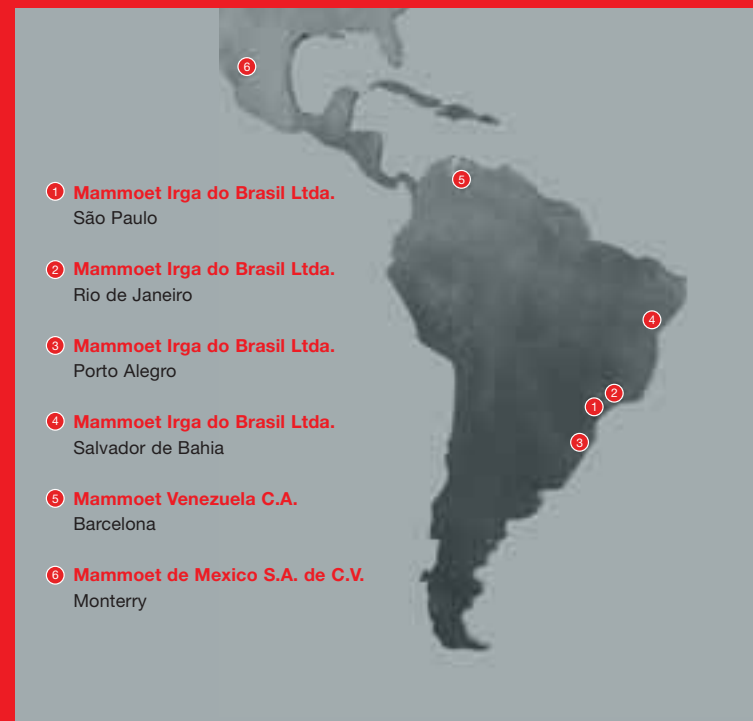 1 Mammoet Irga do Brasil Ltda.
São Paulo
2 Mammoet Irga do Brasil Ltda.
Rio de Janeiro
3 Mammoet Irga do Brasil Ltda.
Porto Alegro
4 Mammoet Irga do Brasil Ltda.
Salvador de Bahia
5 Mammoet Venezuela C.A.
Barcelona
6 Mammoet de Mexico S.A. de C.V.
Monterry
6
5
4
2
1
3